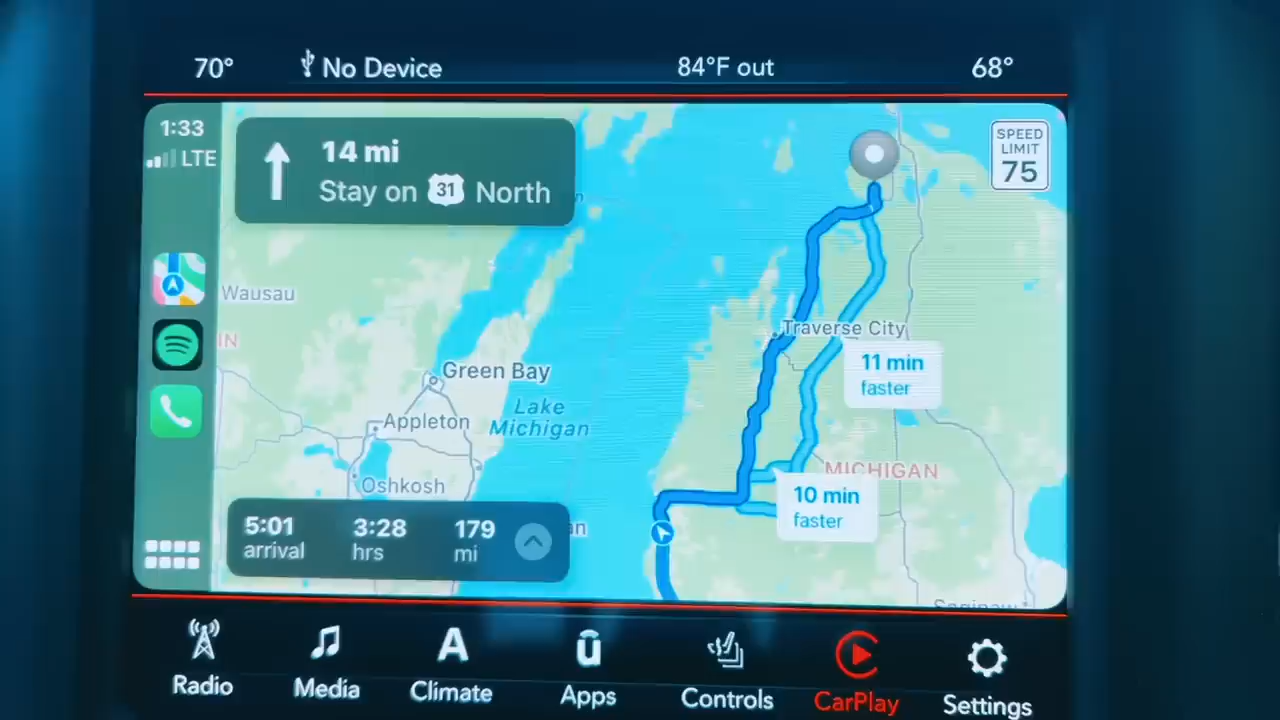 70°
No Device
84°F out
68°
1:33
LTE
14 mi
Stay on 31 North
SPEED
LIMIT
75
Wausau
Traverse City
11 min
faster
Green Bay
Lake
Michigan
Appleton
MICHIGAN
Oshkosh
10 min
faster
5:01
arrival
3:28
hrs
179
mi
Radio
Media
A
Climate
Apps
Controls
CarPlay
Settings